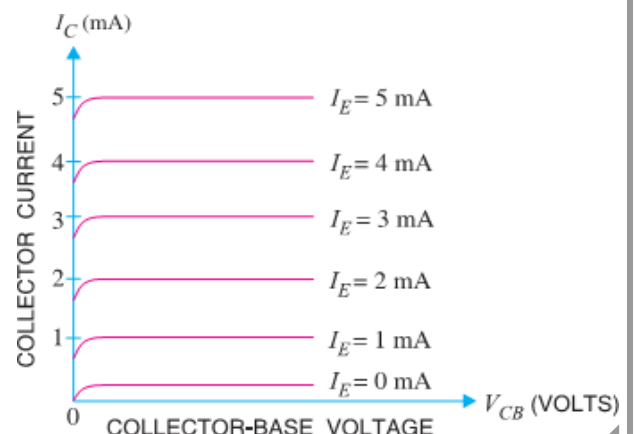 I_C (mA)
COLLECTOR CURRENT
5
I_E = 5 mA
4
I_E = 4 mA
3
I_E = 3 mA
2
I_E = 2 mA
1
I_E = 1 mA
I_E = 0 mA
0
V_CB (VOLTS)
COLLECTOR-BASE VOLTAGE